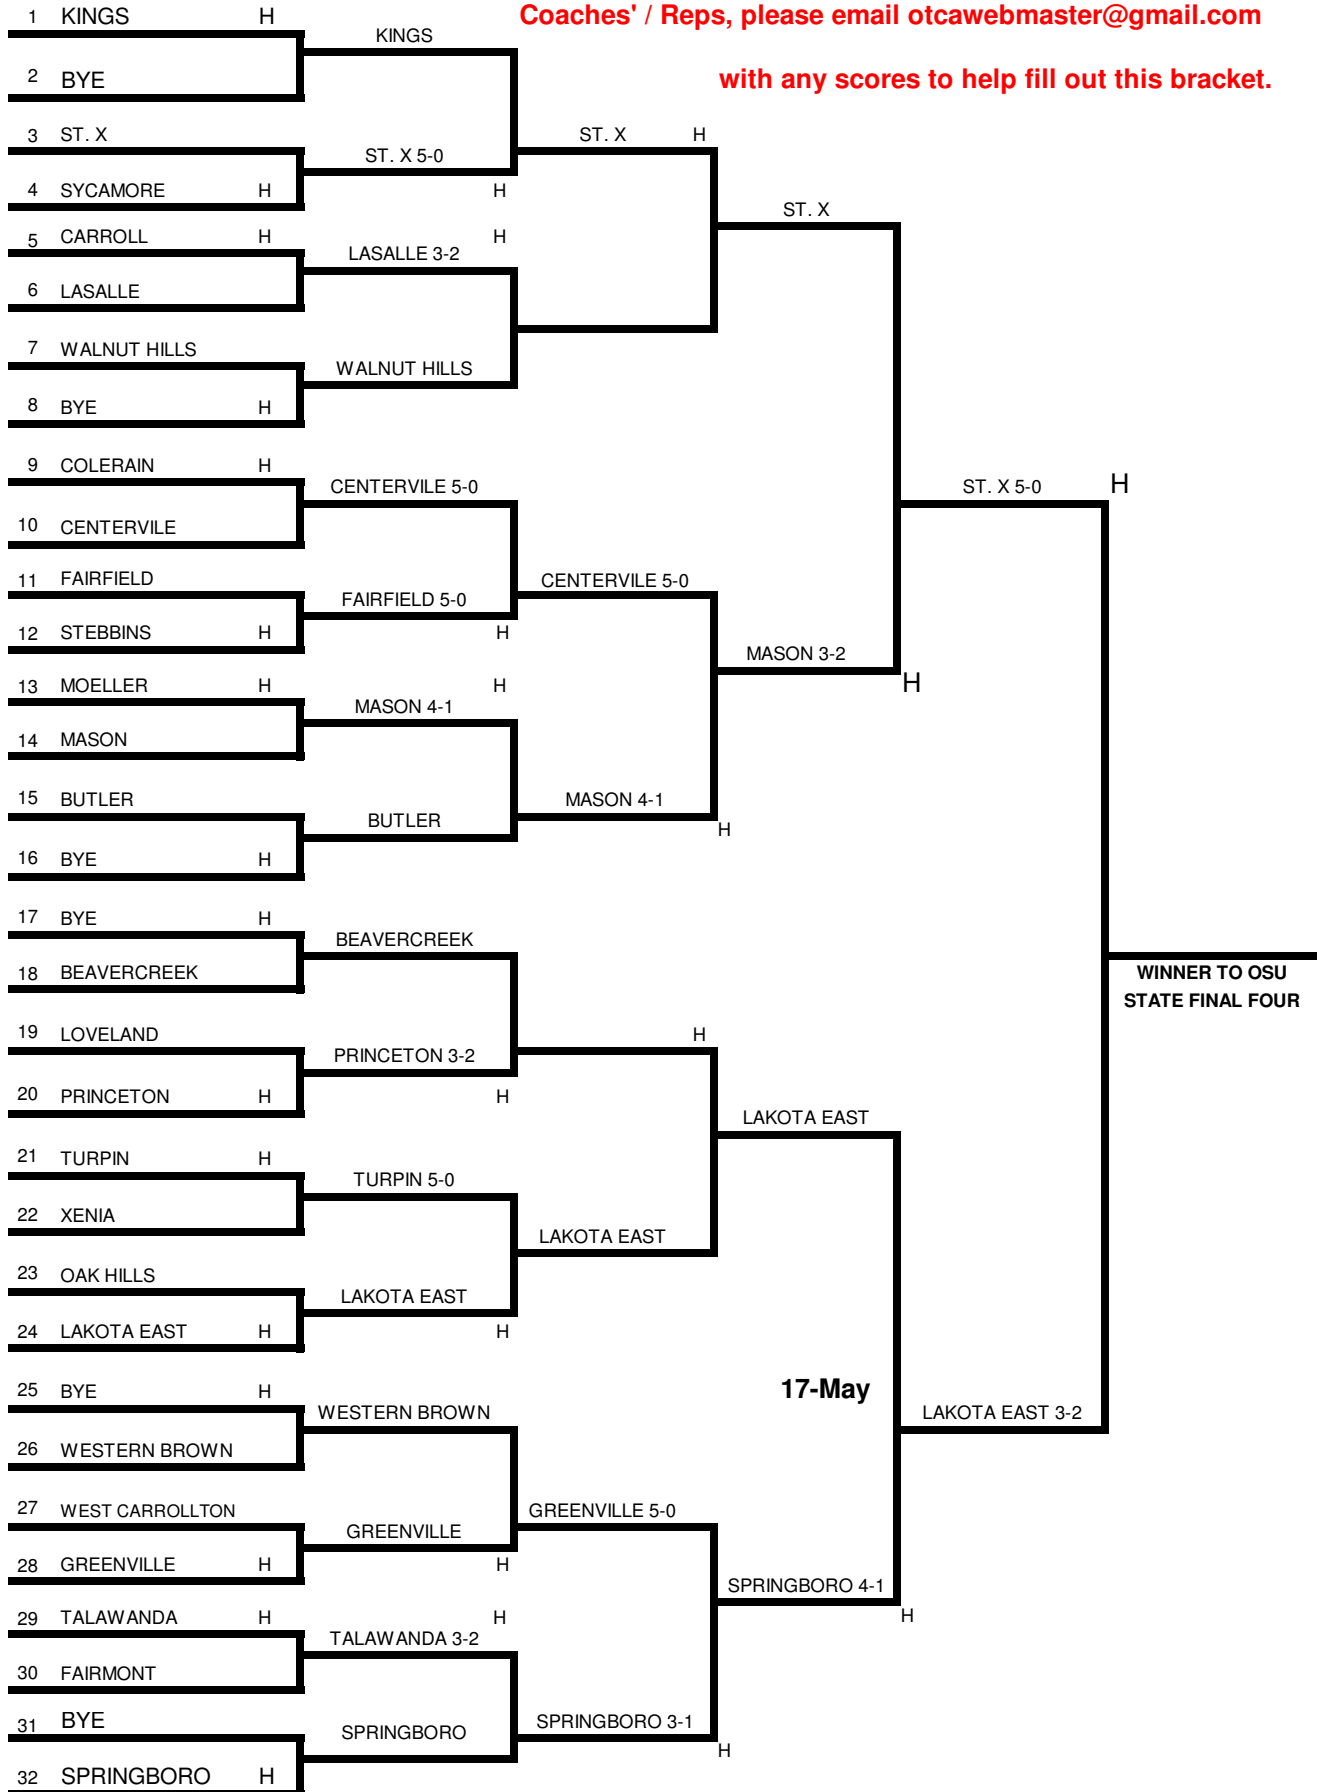 Coaches' / Reps, please email otcawebmaster@gmail.com
with any scores to help fill out this bracket.
1 KINGS H
KINGS
2 BYE
3 ST. X
ST. X H
ST. X 5-0
4 SYCAMORE H
H
ST. X
5 CARROLL H
H
LASALLE 3-2
6 LASALLE
7 WALNUT HILLS
WALNUT HILLS
8 BYE H
9 COLERAIN H
CENTERVILE 5-0
ST. X 5-0 H
10 CENTERVILE
11 FAIRFIELD
CENTERVILE 5-0
FAIRFIELD 5-0
12 STEBBINS H
H
MASON 3-2
H
13 MOELLER H
H
MASON 4-1
14 MASON
15 BUTLER
MASON 4-1
BUTLER
H
16 BYE H
17 BYE H
BEAVERCREEK
18 BEAVERCREEK
WINNER TO OSU
STATE FINAL FOUR
19 LOVELAND
H
PRINCETON 3-2
20 PRINCETON H
H
LAKOTA EAST
21 TURPIN H
TURPIN 5-0
22 XENIA
LAKOTA EAST
23 OAK HILLS
LAKOTA EAST
24 LAKOTA EAST H
H
25 BYE H
17-May
WESTERN BROWN
LAKOTA EAST 3-2
26 WESTERN BROWN
27 WEST CARROLLTON
GREENVILLE 5-0
GREENVILLE
28 GREENVILLE H
H
SPRINGBORO 4-1
H
29 TALAWANDA H
H
TALAWANDA 3-2
30 FAIRMONT
31 BYE
SPRINGBORO 3-1
SPRINGBORO
H
32 SPRINGBORO H